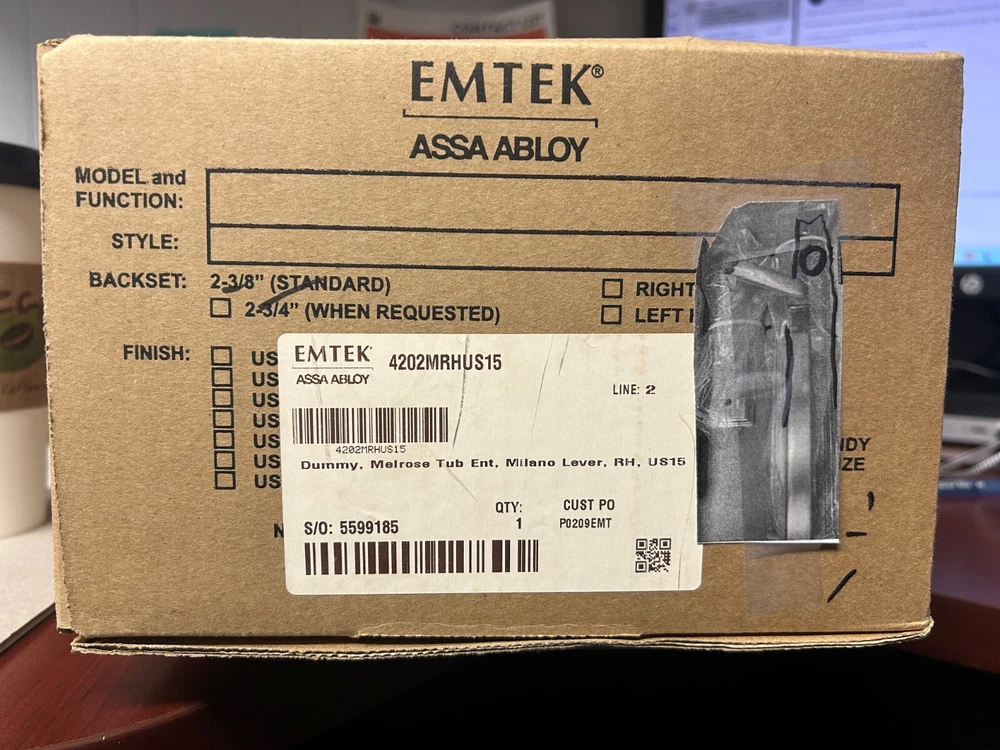 EMTEK®
ASSA ABLOY
MODEL and
FUNCTION:
STYLE:
BACKSET: 2-3/8" (STANDARD)
2-3/4" (WHEN REQUESTED)
RIGHT
LEFT
FINISH:
US
US
US
US
US
US
US
EMTEK
ASSA ABLOY
4202MRHUS15
LINE: 2
4202MRHUS15
Dummy, Melrose Tub Ent, Milano Lever, RH, US15
QTY: CUST PO
S/O: 5599185 1 P0209EMT